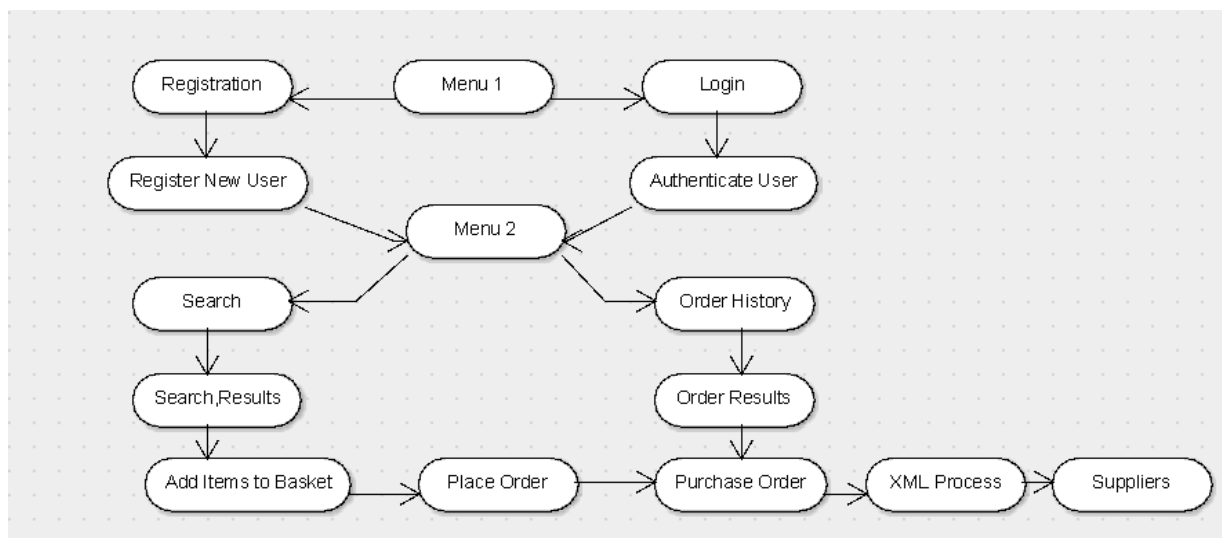 Registration
Menu 1
Login
Register New User
Authenticate User
Menu 2
Search
Order History
Search,Results
Order Results
Add Items to Basket
Place Order
Purchase Order
XML Process
Suppliers